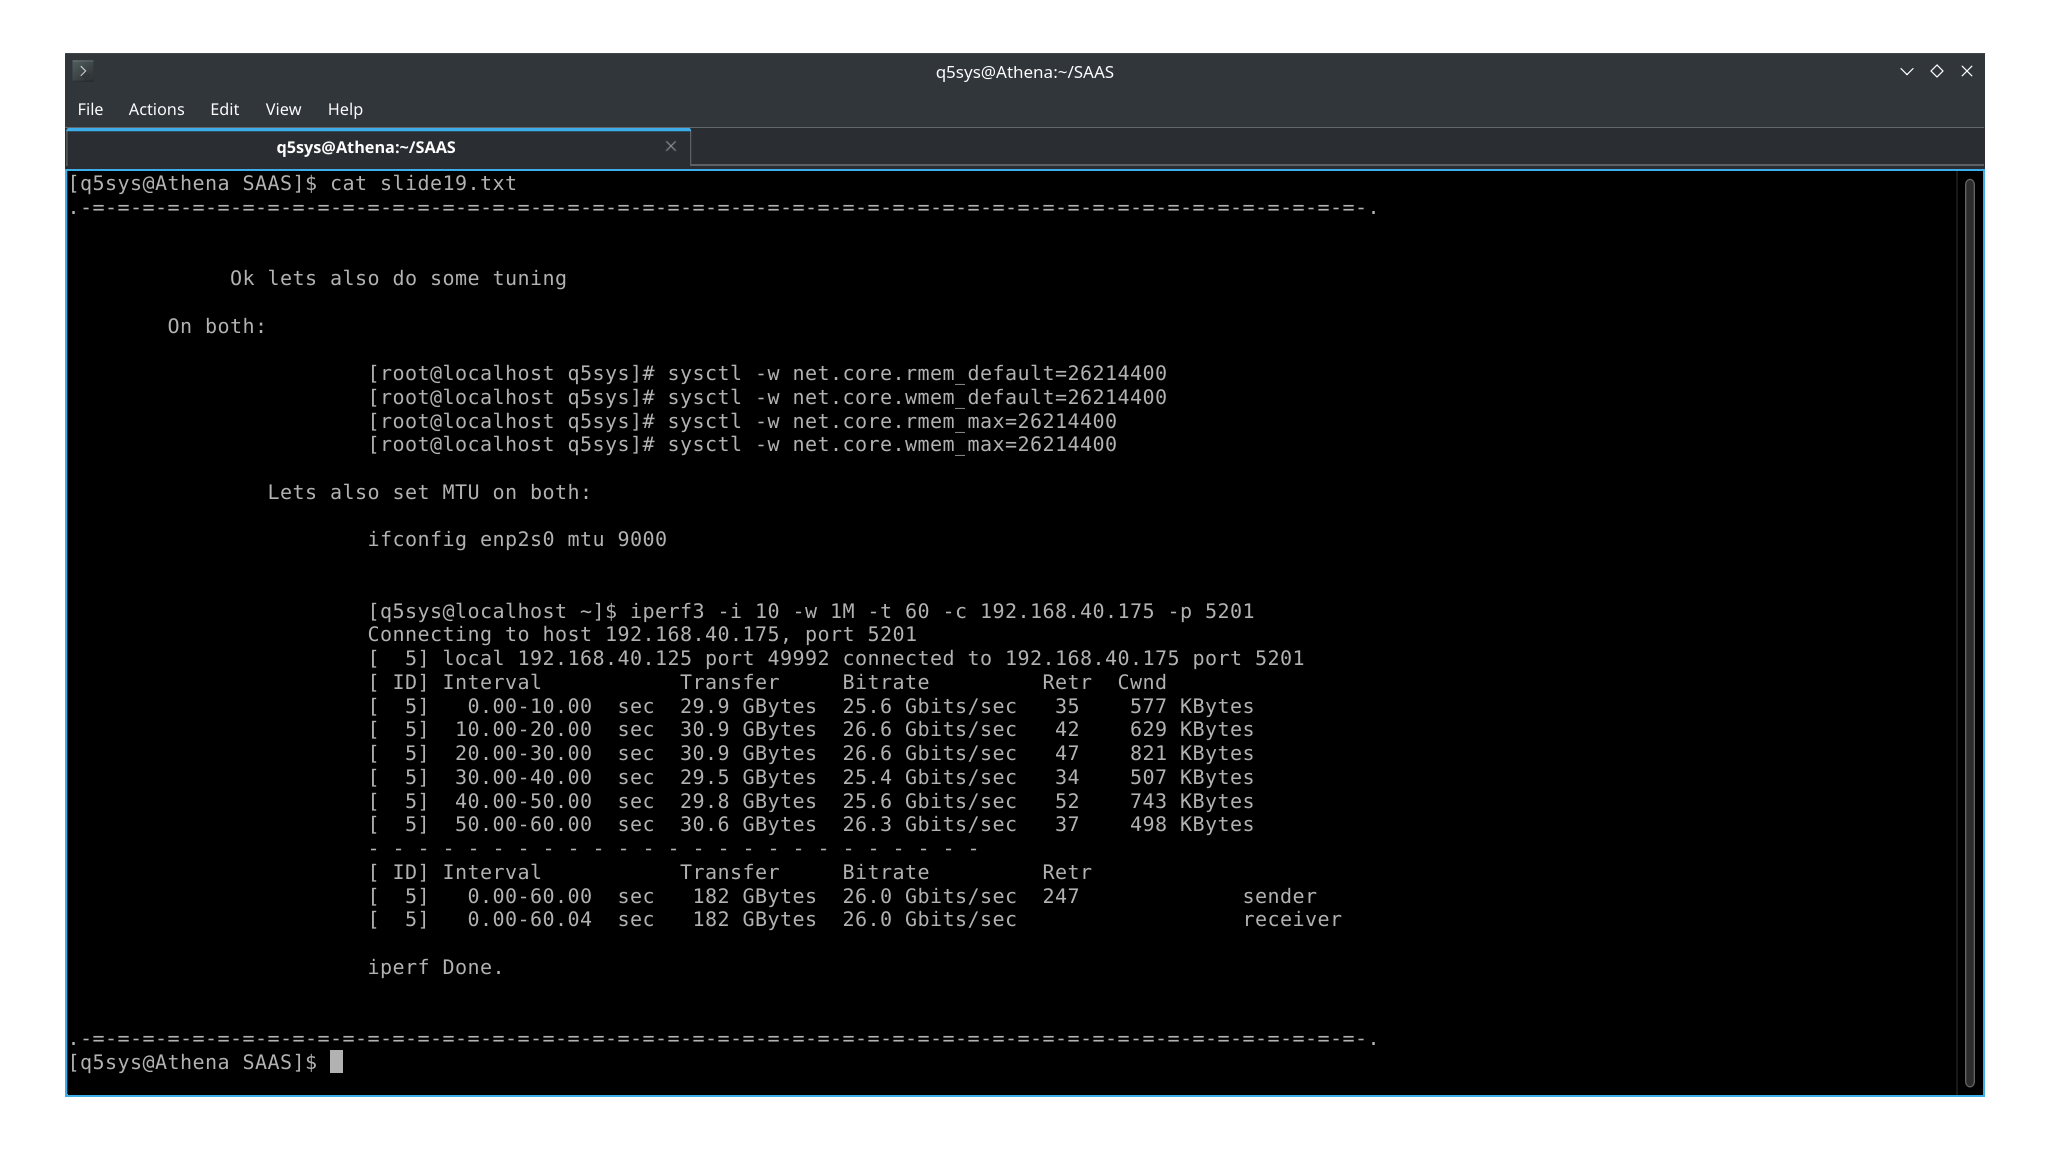 q5sys@Athena:~/SAAS
File Actions Edit View Help
q5sys@Athena:~/SAAS
[q5sys@Athena SAAS]$ cat slide19.txt
.-=-=-=-=-=-=-=-=-=-=-=-=-=-=-=-=-=-=-=-=-=-=-=-=-=-=-=-=-=-=-=-=-=-=-=-=-=-=-=-=-=-=-=-=-=-=-=-=-=-=-=-.
Ok lets also do some tuning
On both:
[root@localhost q5sys]# sysctl -w net.core.rmem_default=26214400
[root@localhost q5sys]# sysctl -w net.core.wmem_default=26214400
[root@localhost q5sys]# sysctl -w net.core.rmem_max=26214400
[root@localhost q5sys]# sysctl -w net.core.wmem_max=26214400
Lets also set MTU on both:
ifconfig enp2s0 mtu 9000
[q5sys@localhost ~]$ iperf3 -i 10 -w 1M -t 60 -c 192.168.40.175 -p 5201
Connecting to host 192.168.40.175, port 5201
[  5] local 192.168.40.125 port 49992 connected to 192.168.40.175 port 5201
[ ID] Interval           Transfer     Bitrate         Retr  Cwnd
[  5]   0.00-10.00  sec  29.9 GBytes  25.6 Gbits/sec   35    577 KBytes
[  5]  10.00-20.00  sec  30.9 GBytes  26.6 Gbits/sec   42    629 KBytes
[  5]  20.00-30.00  sec  30.9 GBytes  26.6 Gbits/sec   47    821 KBytes
[  5]  30.00-40.00  sec  29.5 GBytes  25.4 Gbits/sec   34    507 KBytes
[  5]  40.00-50.00  sec  29.8 GBytes  25.6 Gbits/sec   52    743 KBytes
[  5]  50.00-60.00  sec  30.6 GBytes  26.3 Gbits/sec   37    498 KBytes
- - - - - - - - - - - - - - - - - - - - - - - - -
[ ID] Interval           Transfer     Bitrate         Retr
[  5]   0.00-60.00  sec   182 GBytes  26.0 Gbits/sec  247             sender
[  5]   0.00-60.04  sec   182 GBytes  26.0 Gbits/sec                  receiver
iperf Done.
.-=-=-=-=-=-=-=-=-=-=-=-=-=-=-=-=-=-=-=-=-=-=-=-=-=-=-=-=-=-=-=-=-=-=-=-=-=-=-=-=-=-=-=-=-=-=-=-=-=-=-=-.
[q5sys@Athena SAAS]$